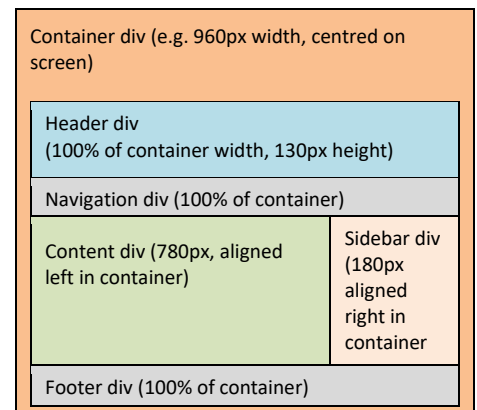 Container div (e.g. 960px width, centred on
screen)
Header div
(100% of container width, 130px height)
Navigation div (100% of container)
Content div (780px, aligned
left in container)
Sidebar div
(180px
aligned
right in
container
Footer div (100% of container)